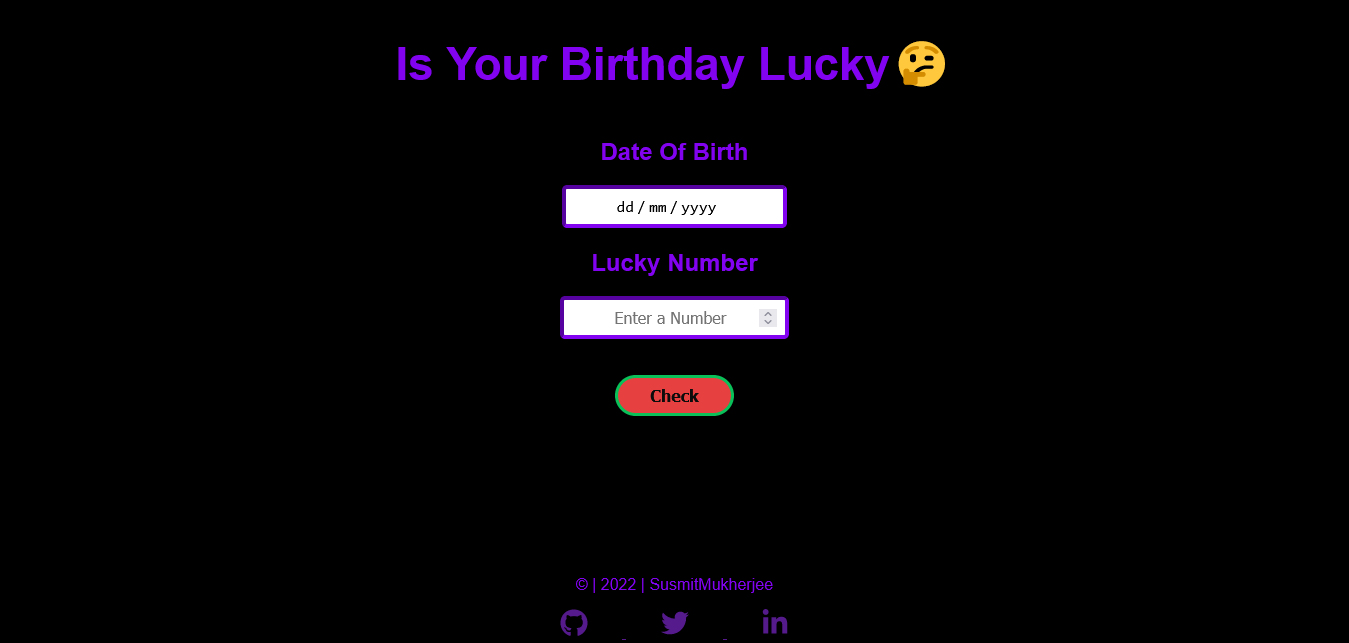 Is Your Birthday Lucky🤔
Date Of Birth
dd / mm / yyyy
Lucky Number
Enter a Number
Check
© | 2022 | SusmitMukherjee